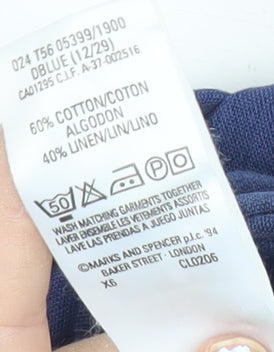 024 T56 05399/1900
DBLUE (12/29)
CA01295 C.I.F. A-37-002516
60% COTTON/COTON
ALGODON
40% LINEN/LIN/LINO
50 P
WASH MATCHING GARMENTS TOGETHER
LAVER ENSEMBLE LES VETEMENTS ASSORTIS
LAVE LAS PRENDAS A JUEGO JUNTAS
©MARKS AND SPENCER p.l.c. '94
BAKER STREET · LONDON
X6 CL0206